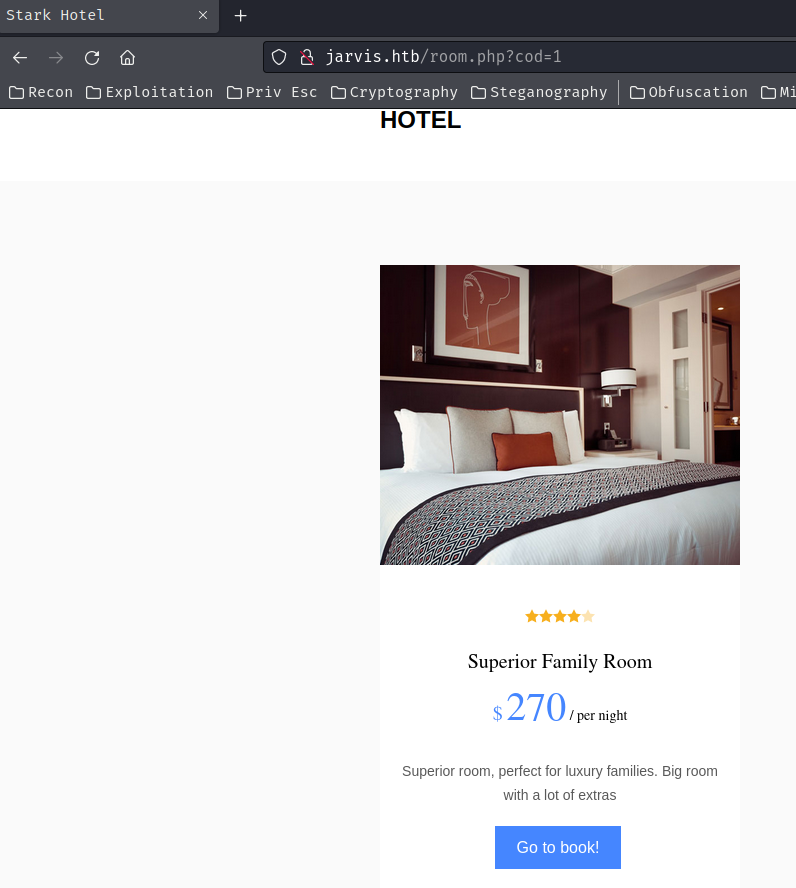 Stark Hotel
jarvis.htb/room.php?cod=1
Recon Exploitation Priv Esc Cryptography Steganography Obfuscation Mi
HOTEL
Superior Family Room
$ 270 / per night
Superior room, perfect for luxury families. Big room
with a lot of extras
Go to book!